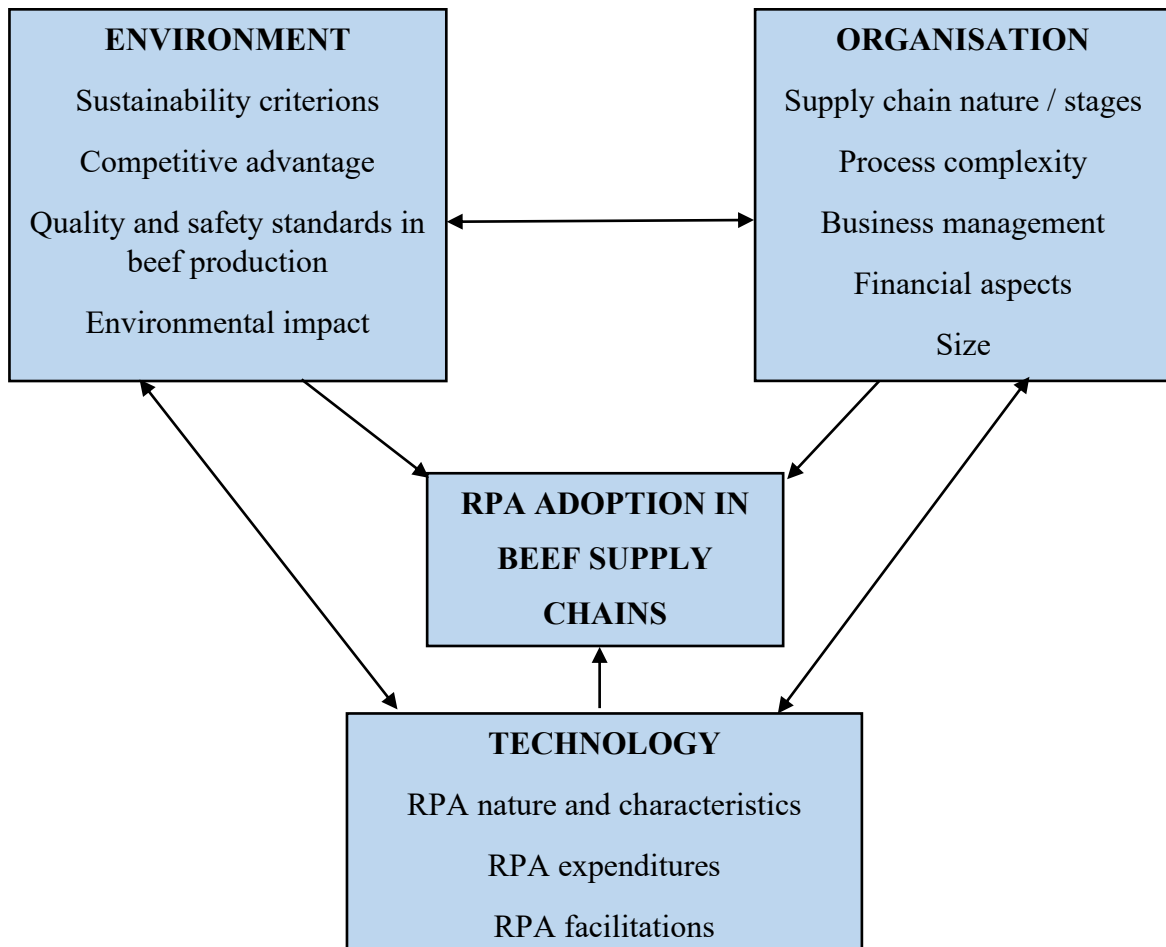 ENVIRONMENT
Sustainability criterions
Competitive advantage
Quality and safety standards in
beef production
Environmental impact
ORGANISATION
Supply chain nature / stages
Process complexity
Business management
Financial aspects
Size
RPA ADOPTION IN
BEEF SUPPLY
CHAINS
TECHNOLOGY
RPA nature and characteristics
RPA expenditures
RPA facilitations